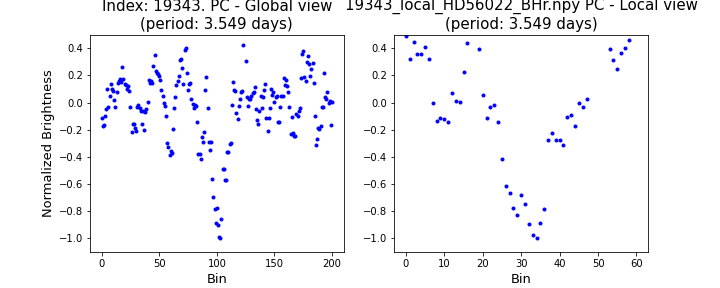 Index: 19343. PC - Global view
(period: 3.549 days)
19343_local_HD56022_BHr.npy PC - Local view
(period: 3.549 days)
Normalized Brightness
0.4
0.2
0.0
−0.2
−0.4
−0.6
−0.8
−1.0
0 50 100 150 200
Bin
0.4
0.2
0.0
−0.2
−0.4
−0.6
−0.8
−1.0
0 10 20 30 40 50 60
Bin